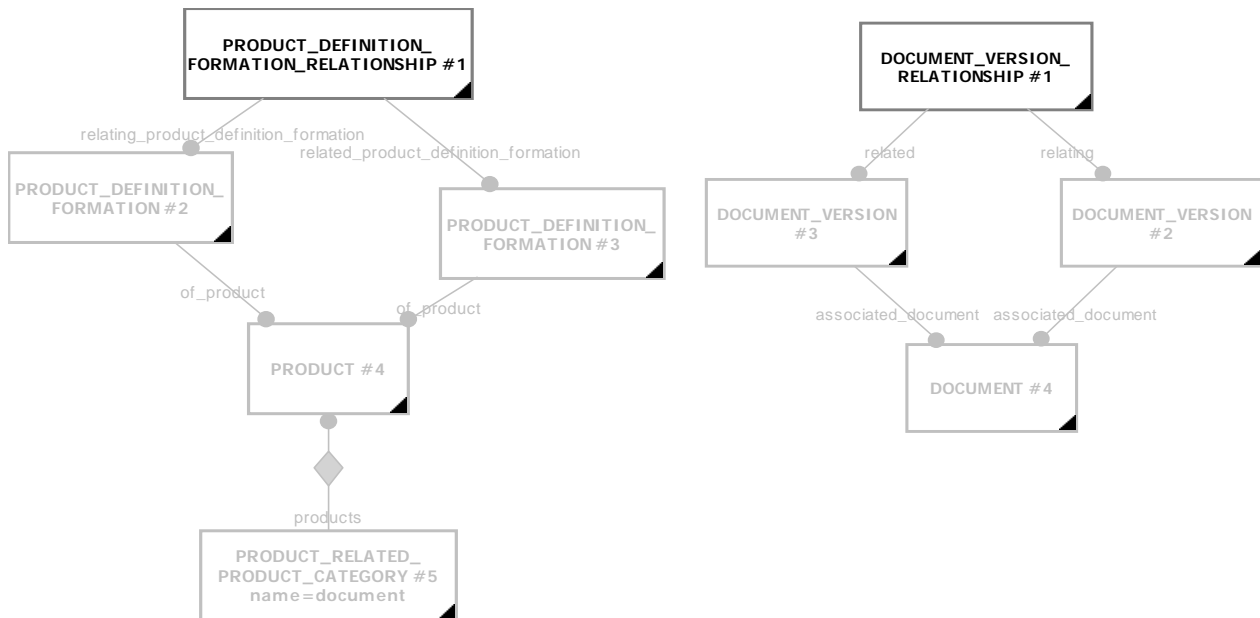 PRODUCT_DEFINITION_
FORMATION_RELATIONSHIP #1
relating_product_definition_formation
related_product_definition_formation
PRODUCT_DEFINITION_
FORMATION #2
PRODUCT_DEFINITION_
FORMATION #3
of_product
of_product
PRODUCT #4
products
PRODUCT_RELATED_
PRODUCT_CATEGORY #5
name=document
DOCUMENT_VERSION_
RELATIONSHIP #1
related
relating
DOCUMENT_VERSION
#3
DOCUMENT_VERSION
#2
associated_document
associated_document
DOCUMENT #4